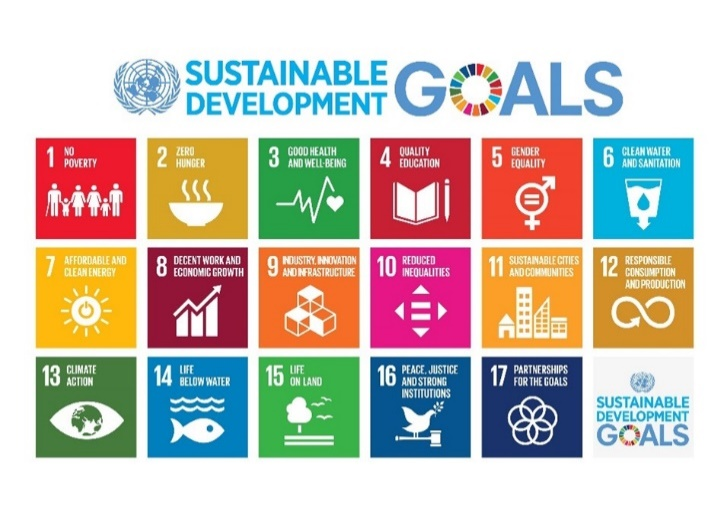 SUSTAINABLE
DEVELOPMENT
GOALS
1 NO
POVERTY
2 ZERO
HUNGER
3 GOOD HEALTH
AND WELL-BEING
4 QUALITY
EDUCATION
5 GENDER
EQUALITY
6 CLEAN WATER
AND SANITATION
7 AFFORDABLE AND
CLEAN ENERGY
8 DECENT WORK AND
ECONOMIC GROWTH
9 INDUSTRY, INNOVATION
AND INFRASTRUCTURE
10 REDUCED
INEQUALITIES
11 SUSTAINABLE CITIES
AND COMMUNITIES
12 RESPONSIBLE
CONSUMPTION
AND PRODUCTION
13 CLIMATE
ACTION
14 LIFE
BELOW WATER
15 LIFE
ON LAND
16 PEACE, JUSTICE
AND STRONG
INSTITUTIONS
17 PARTNERSHIPS
FOR THE GOALS
SUSTAINABLE
DEVELOPMENT
GOALS